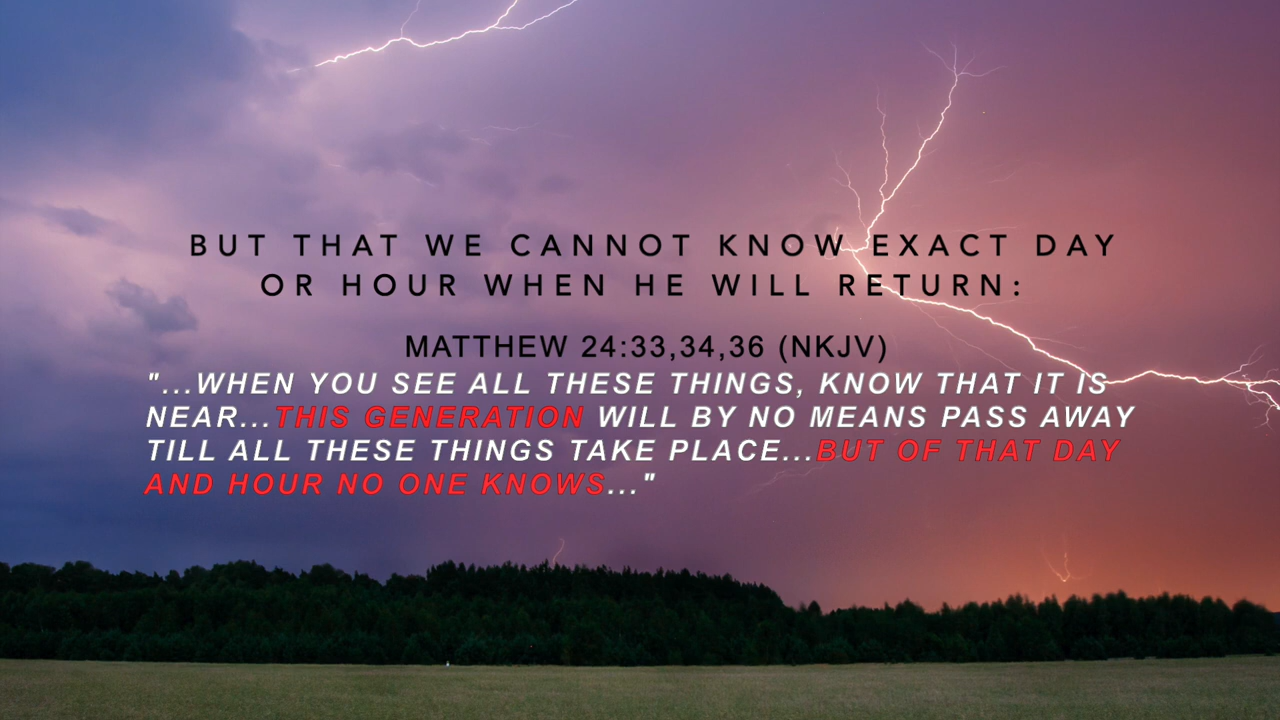 BUT THAT WE CANNOT KNOW EXACT DAY
OR HOUR WHEN HE WILL RETURN:
MATTHEW 24:33,34,36 (NKJV)
"...WHEN YOU SEE ALL THESE THINGS, KNOW THAT IT IS
NEAR...THIS GENERATION WILL BY NO MEANS PASS AWAY
TILL ALL THESE THINGS TAKE PLACE...BUT OF THAT DAY
AND HOUR NO ONE KNOWS..."